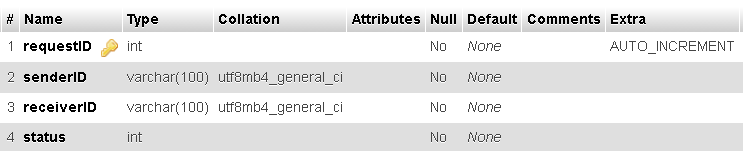 # Name Type Collation Attributes Null Default Comments Extra
1 requestID int No None AUTO_INCREMENT
2 senderID varchar(100) utf8mb4_general_ci No None
3 receiverID varchar(100) utf8mb4_general_ci No None
4 status int No None